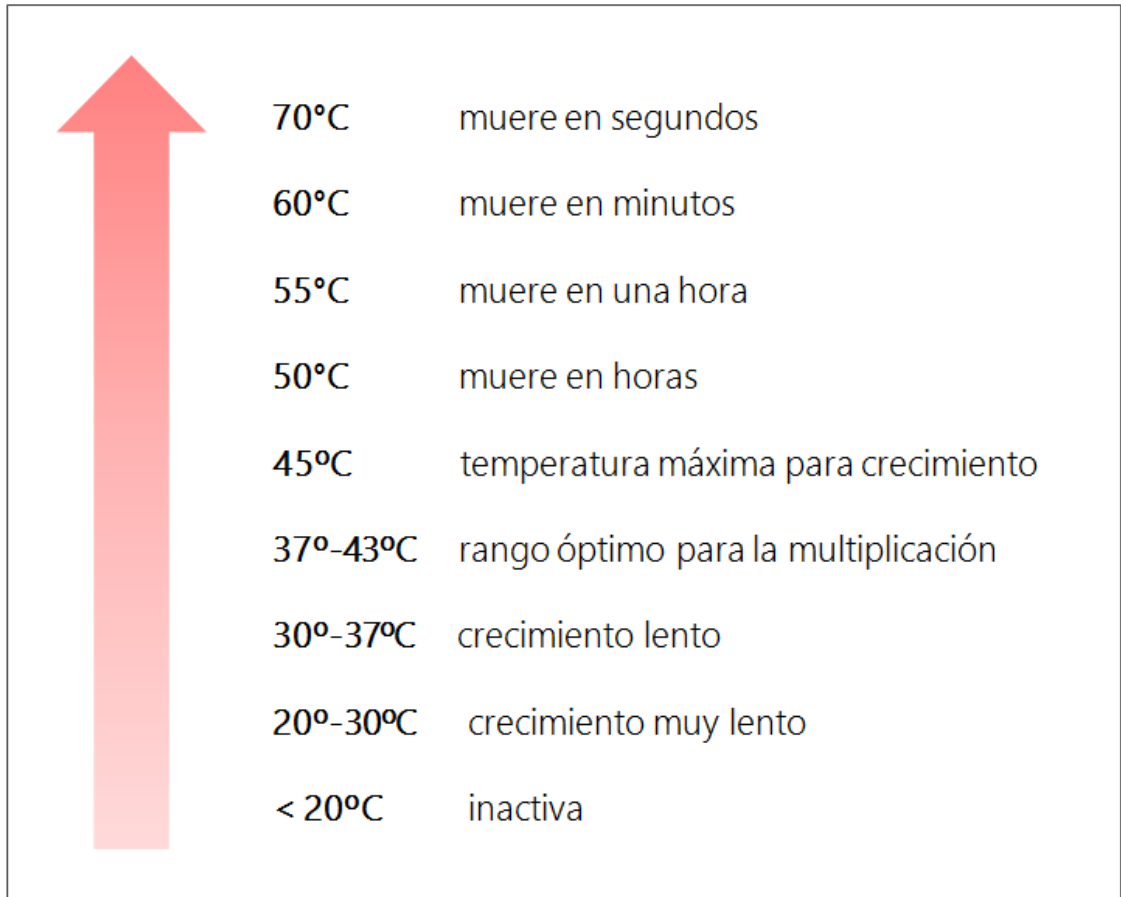 70°C muere en segundos
60°C muere en minutos
55°C muere en una hora
50°C muere en horas
45ºC temperatura máxima para crecimiento
37º-43ºC rango óptimo para la multiplicación
30º-37ºC crecimiento lento
20º-30ºC crecimiento muy lento
< 20ºC inactiva